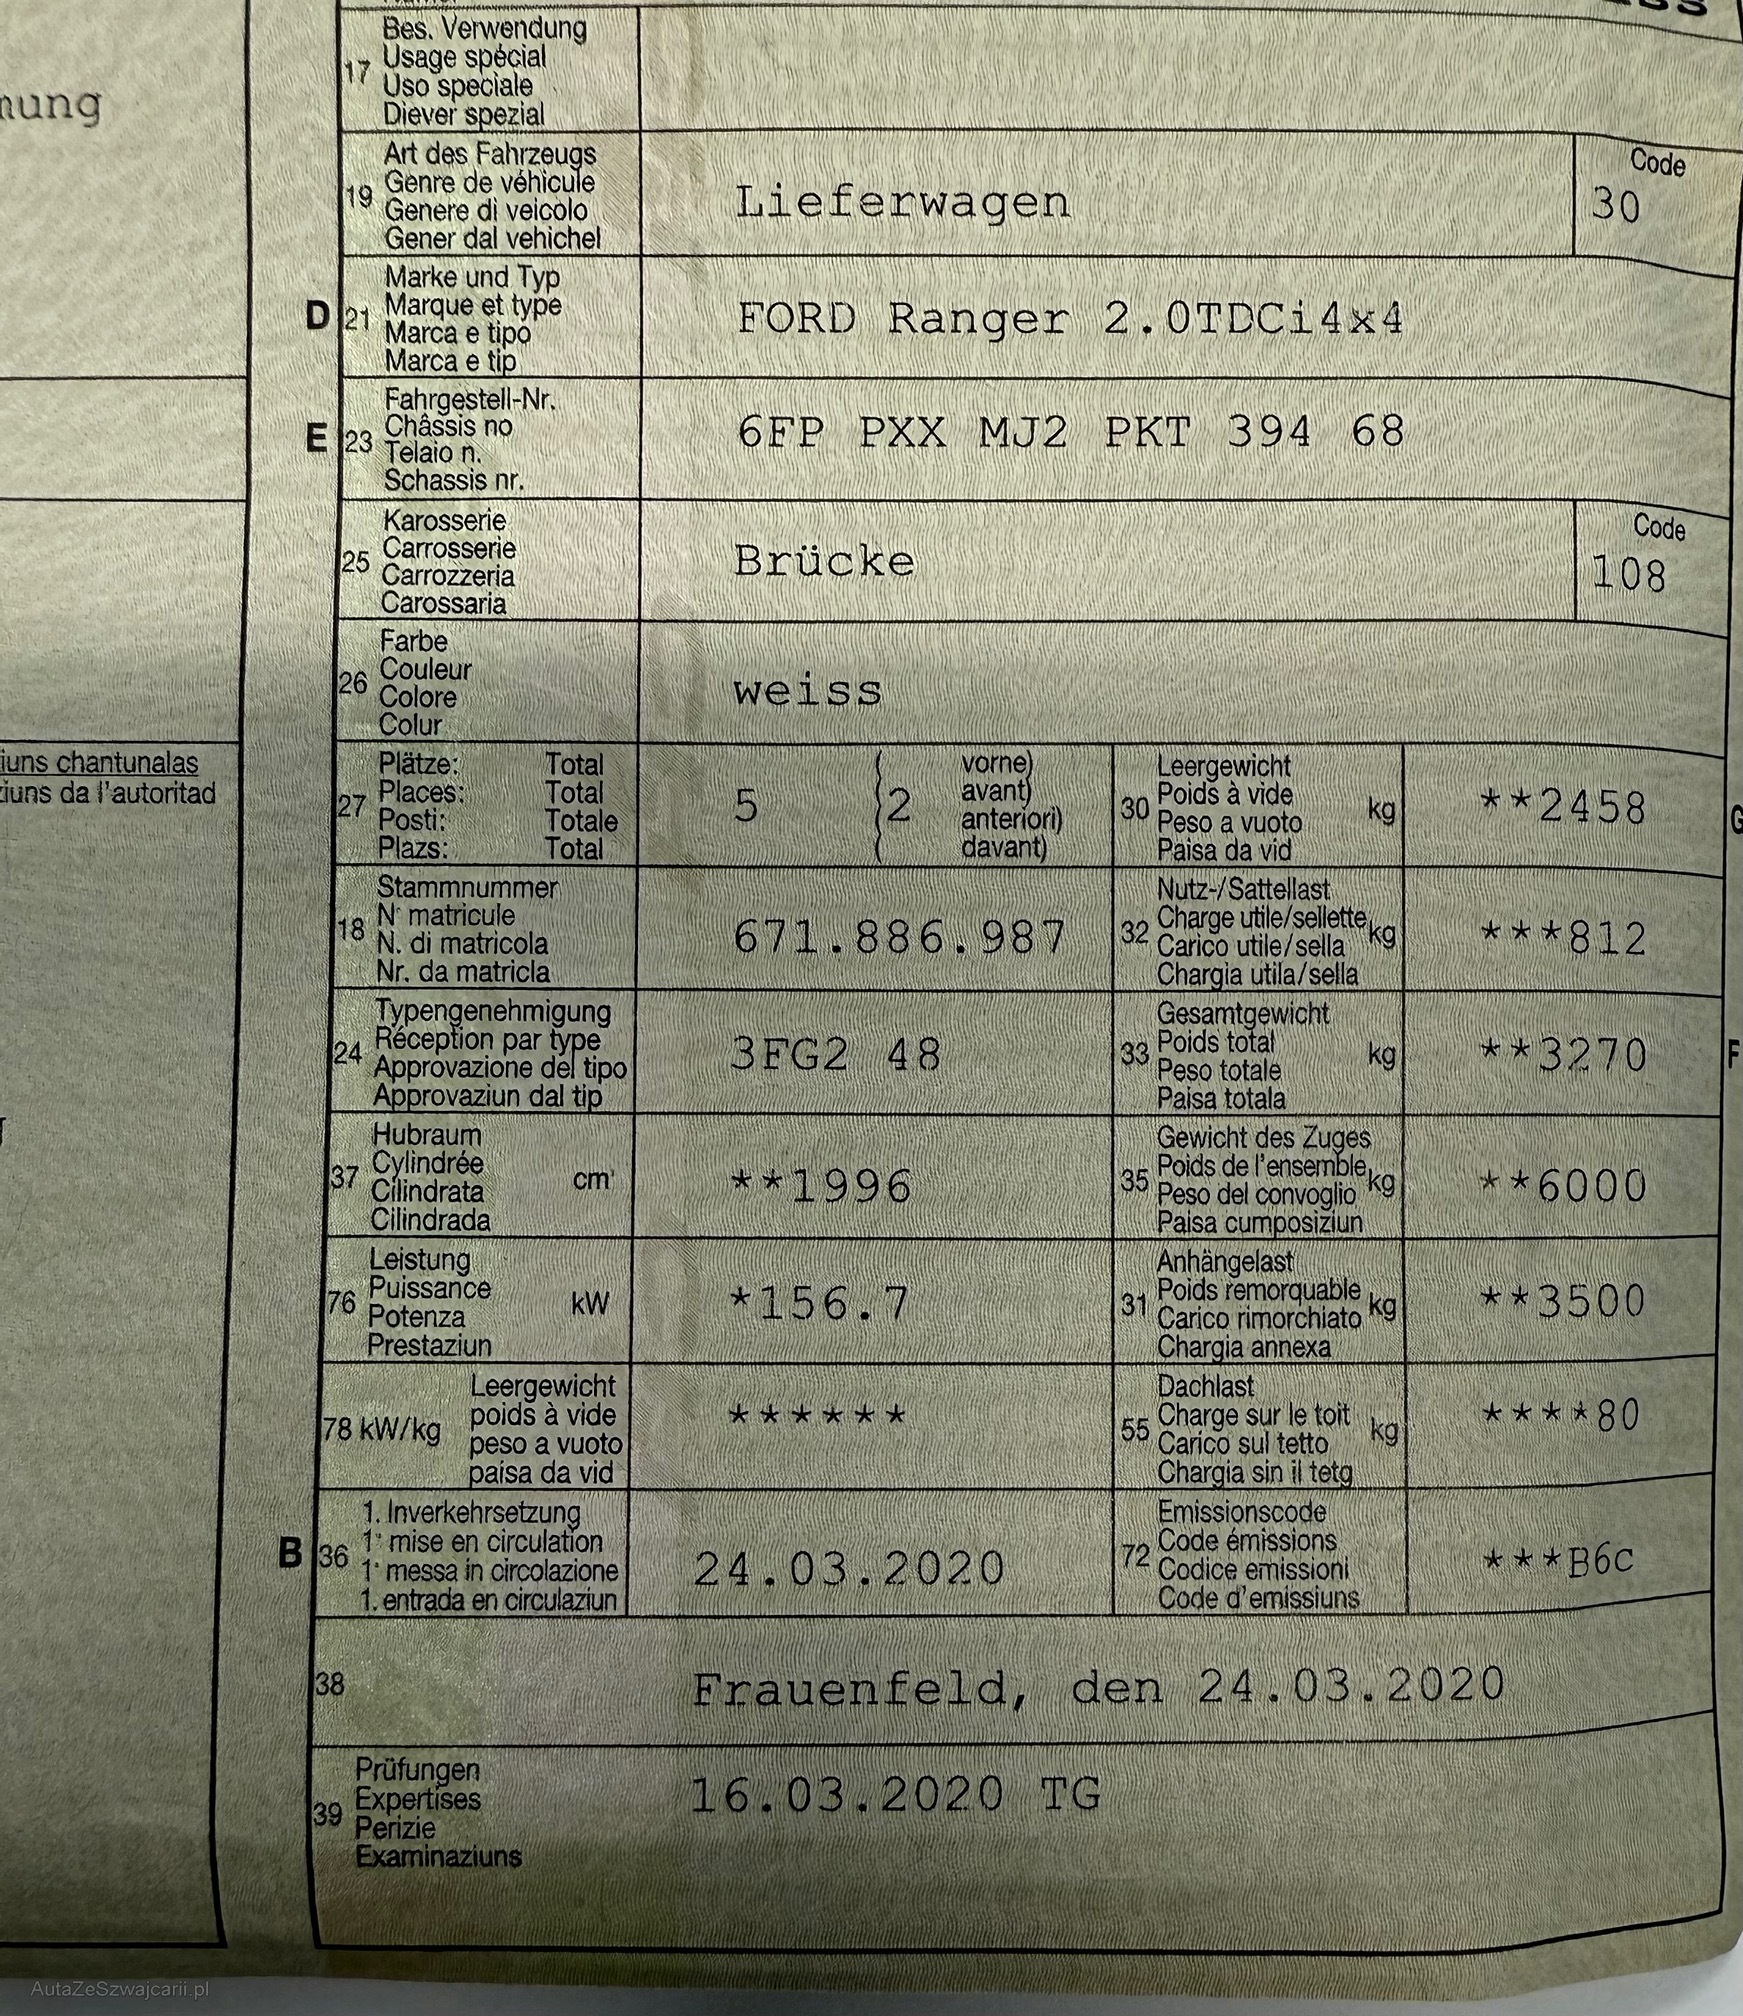 nung
iuns chantunalas
ziuns da l'autoritad
17
Bes. Verwendung
Usage spécial
Uso speciale
Diever spezial
19
Art des Fahrzeugs
Genre de véhicule
Genere di veicolo
Gener dal vehichel
Lieferwagen
Code
30
D 21
Marke und Typ
Marque et type
Marca e tipo
Marca e tip
FORD Ranger 2.0TDCi4x4
E 23
Fahrgestell-Nr.
Châssis no
Telaio n.
Schassis nr.
6FP PXX MJ2 PKT 394 68
25
Karosserie
Carrosserie
Carrozzeria
Carossaria
Brücke
Code
108
26
Farbe
Couleur
Colore
Colur
weiss
27
Plätze: Total
Places: Total
Posti: Totale
Plazs: Total
5
(2
vorne)
avant)
anteriori)
davant)
30
Leergewicht
Poids à vide
Peso a vuoto
Paisa da vid
kg
**2458
G
18
Stammnummer
N° matricule
N. di matricola
Nr. da matricla
671.886.987
32
Nutz-/Sattellast
Charge utile/sellette
Carico utile/sella
Chargia utila/sella
kg
***812
24
Typengenehmigung
Réception par type
Approvazione del tipo
Approvaziun dal tip
3FG2 48
33
Gesamtgewicht
Poids total
Peso totale
Paisa totala
kg
**3270
F
37
Hubraum
Cylindrée
Cilindrata
Cilindrada
cm³
**1996
35
Gewicht des Zuges
Poids de l'ensemble
Peso del convoglio
Paisa cumposiziun
kg
**6000
76
Leistung
Puissance
Potenza
Prestaziun
kW
*156.7
31
Anhängelast
Poids remorquable
Carico rimorchiato
Chargia annexa
kg
**3500
78 kW/kg
Leergewicht
poids à vide
peso a vuoto
paisa da vid
******
55
Dachlast
Charge sur le toit
Carico sul tetto
Chargia sin il tetg
kg
****80
B 36
1. Inverkehrsetzung
1° mise en circulation
1° messa in circolazione
1. entrada en circulaziun
24.03.2020
72
Emissionscode
Code émissions
Codice emissioni
Code d'emissiuns
***B6c
38
Frauenfeld, den 24.03.2020
39
Prüfungen
Expertises
Perizie
Examinaziuns
16.03.2020 TG
AutaZeSzwajcarii.pl